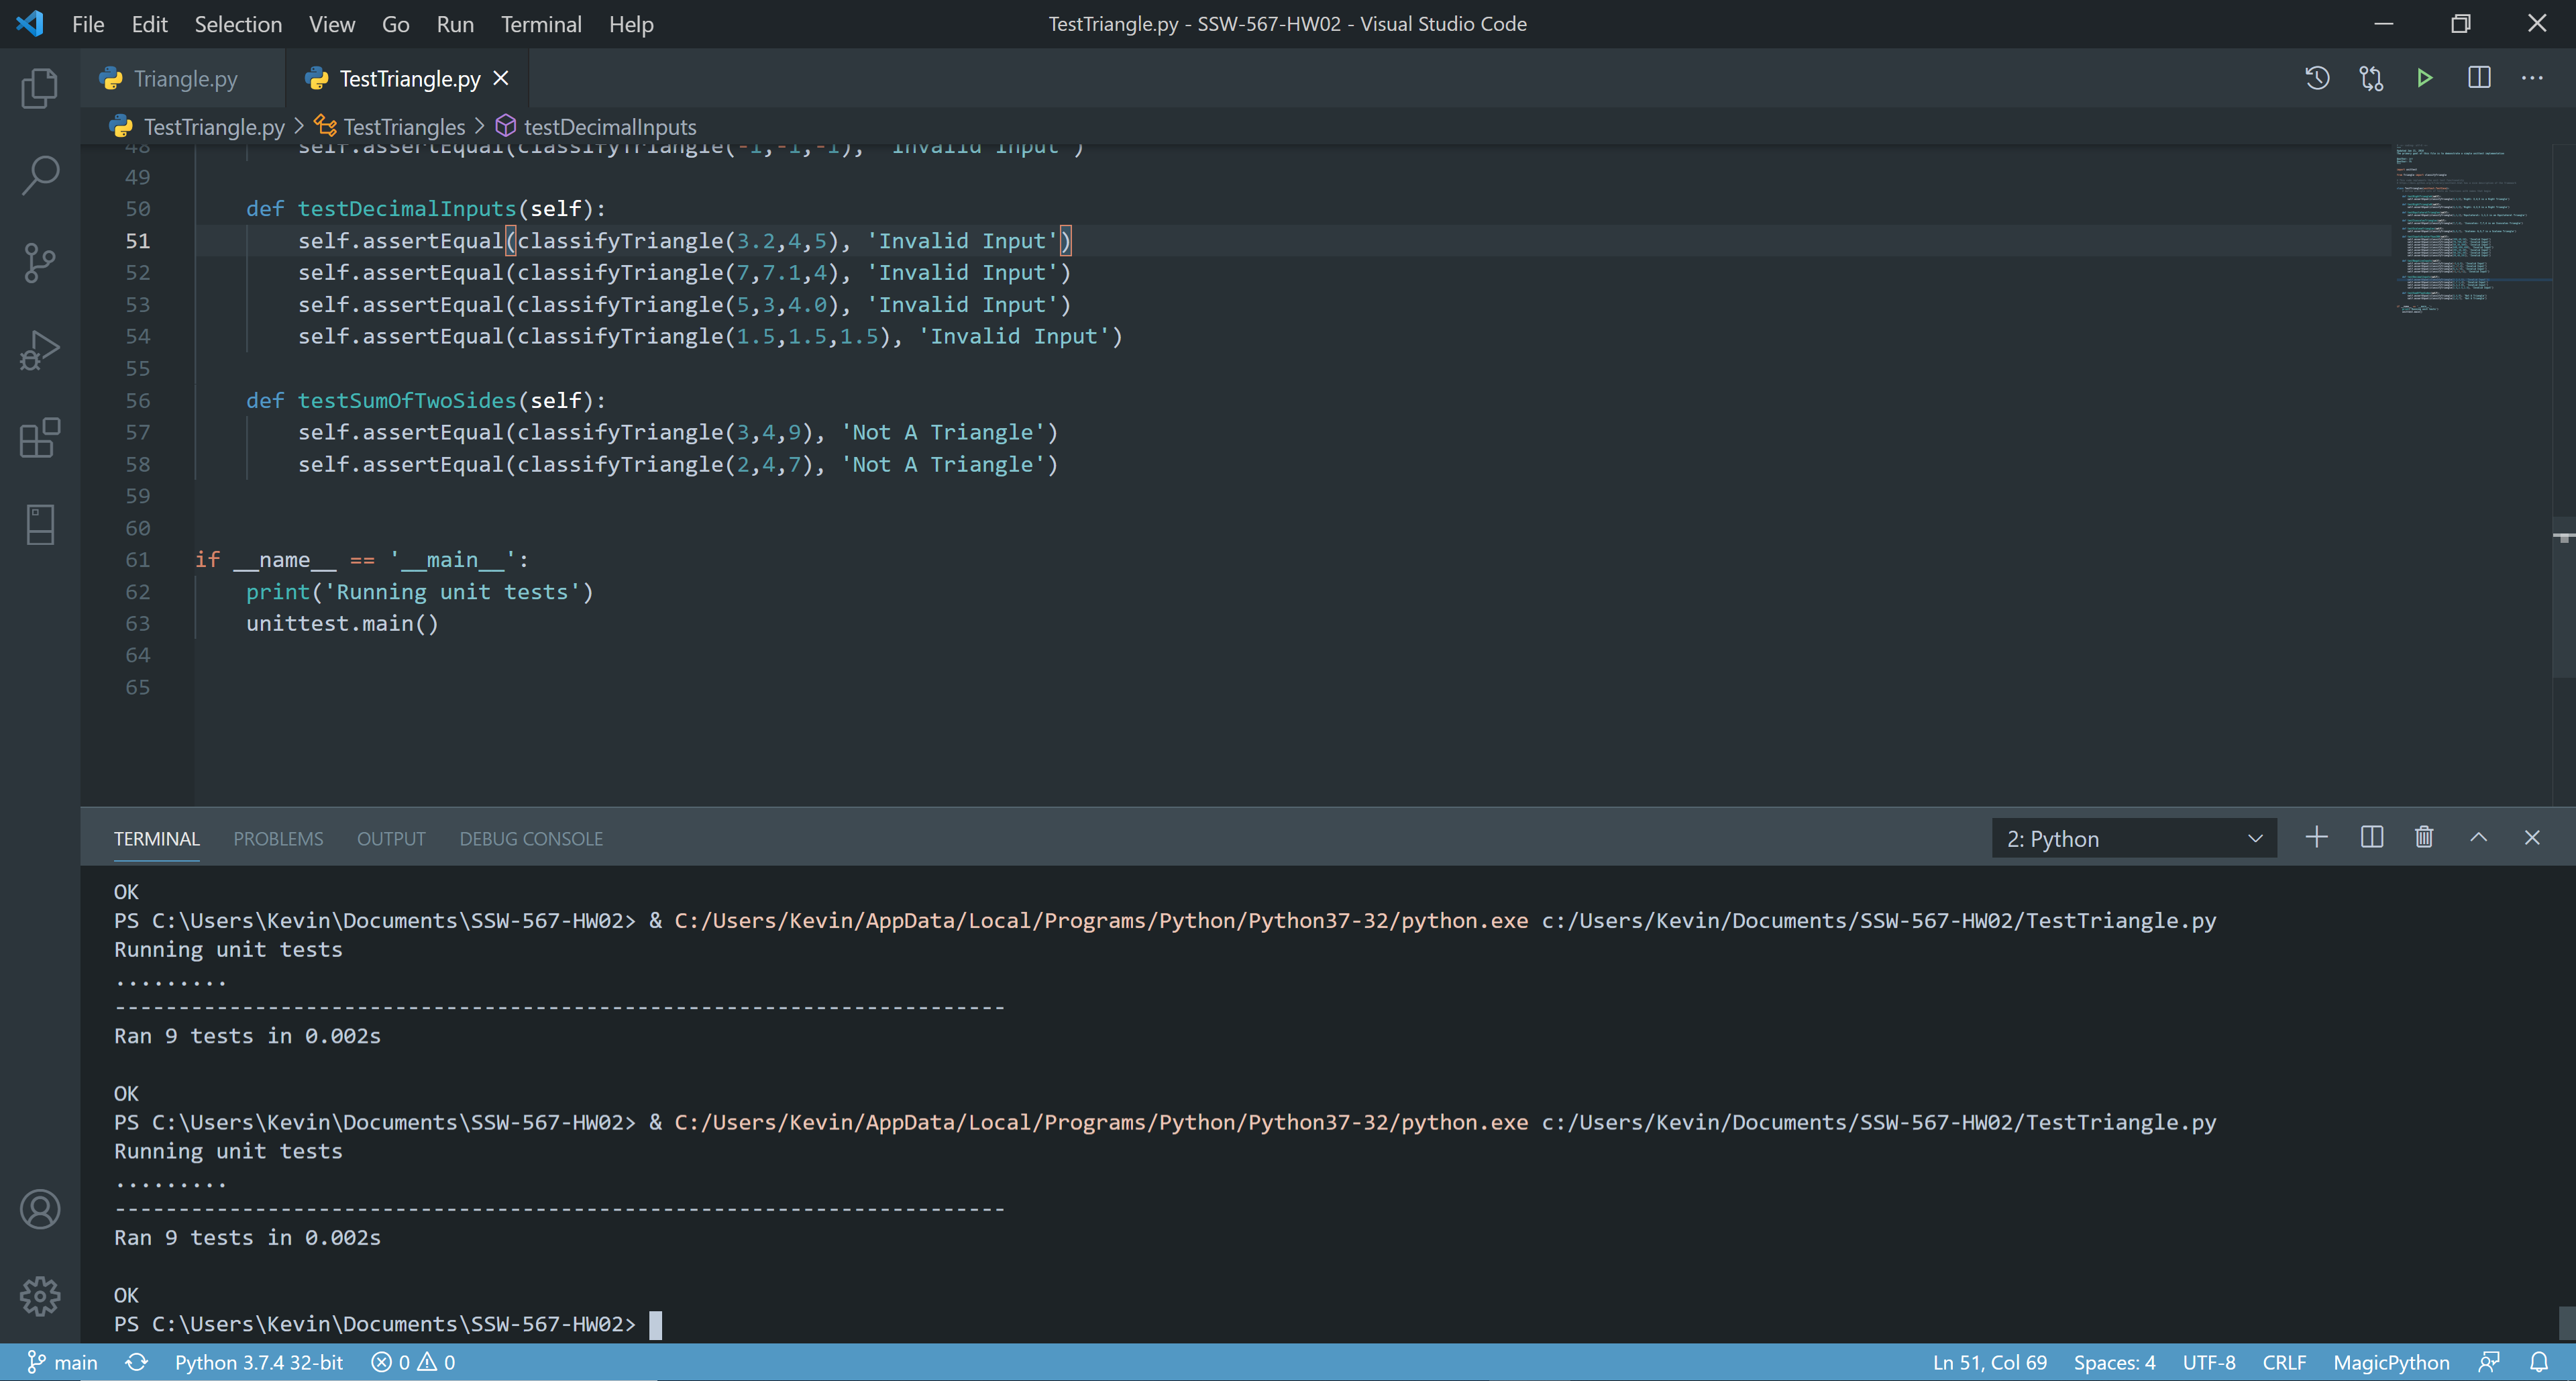 File Edit Selection View Go Run Terminal Help
TestTriangle.py - SSW-567-HW02 - Visual Studio Code
Triangle.py
TestTriangle.py
TestTriangle.py > TestTriangles > testDecimalInputs
48 self.assertEqual(classifyTriangle(-1,-1,-1), 'Invalid Input')
49
50 def testDecimalInputs(self):
51 self.assertEqual(classifyTriangle(3.2,4,5), 'Invalid Input')
52 self.assertEqual(classifyTriangle(7,7.1,4), 'Invalid Input')
53 self.assertEqual(classifyTriangle(5,3,4.0), 'Invalid Input')
54 self.assertEqual(classifyTriangle(1.5,1.5,1.5), 'Invalid Input')
55
56 def testSumOfTwoSides(self):
57 self.assertEqual(classifyTriangle(3,4,9), 'Not A Triangle')
58 self.assertEqual(classifyTriangle(2,4,7), 'Not A Triangle')
59
60
61 if __name__ == '__main__':
62 print('Running unit tests')
63 unittest.main()
64
65
TERMINAL PROBLEMS OUTPUT DEBUG CONSOLE
2: Python
OK
PS C:\Users\Kevin\Documents\SSW-567-HW02> & C:/Users/Kevin/AppData/Local/Programs/Python/Python37-32/python.exe c:/Users/Kevin/Documents/SSW-567-HW02/TestTriangle.py
Running unit tests
.........
----------------------------------------------------------------------
Ran 9 tests in 0.002s
OK
PS C:\Users\Kevin\Documents\SSW-567-HW02> & C:/Users/Kevin/AppData/Local/Programs/Python/Python37-32/python.exe c:/Users/Kevin/Documents/SSW-567-HW02/TestTriangle.py
Running unit tests
.........
----------------------------------------------------------------------
Ran 9 tests in 0.002s
OK
PS C:\Users\Kevin\Documents\SSW-567-HW02>
main Python 3.7.4 32-bit 0 0 Ln 51, Col 69 Spaces: 4 UTF-8 CRLF MagicPython